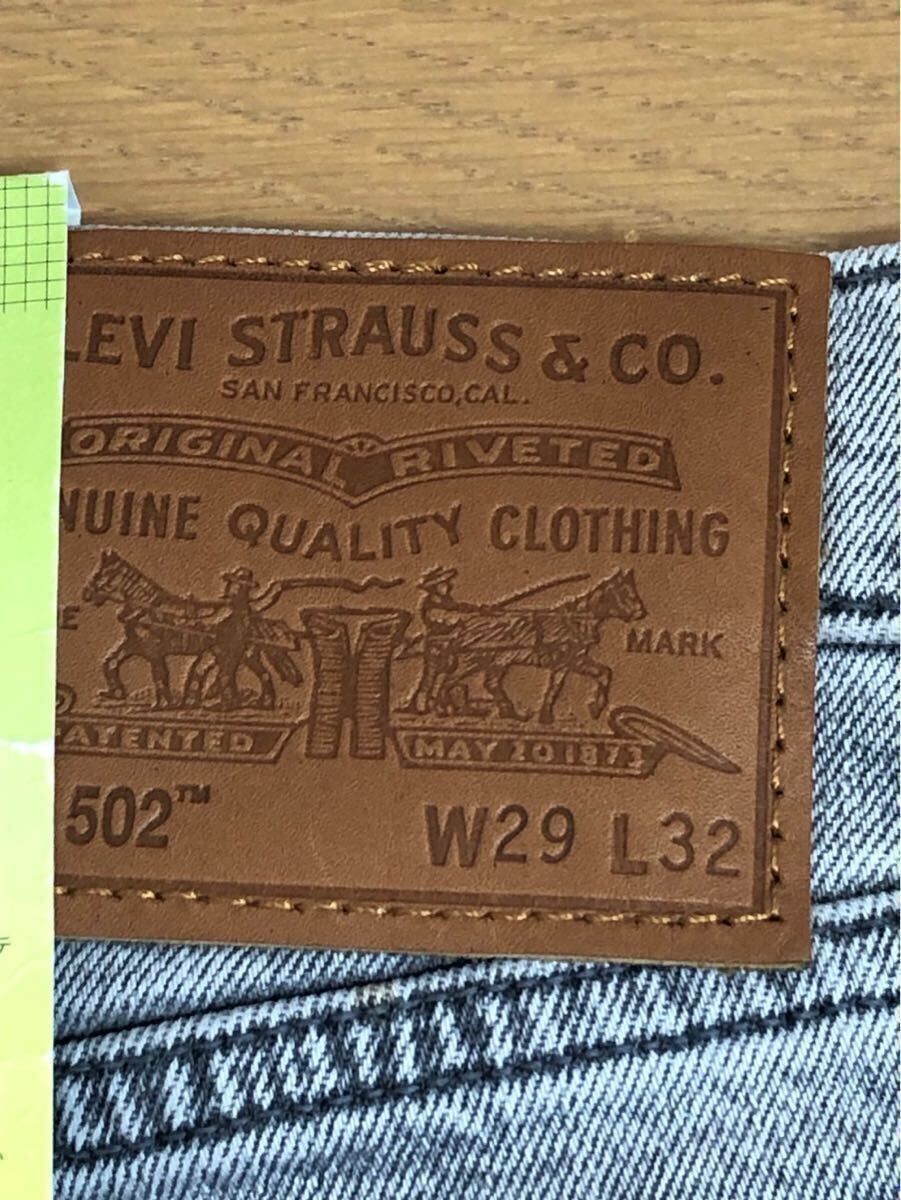 LEVI STRAUSS & CO.
SAN FRANCISCO, CAL.
ORIGINAL RIVETED
NUINE QUALITY CLOTHING
E MARK
PATENTED MAY 20 1873
502™ W29 L32